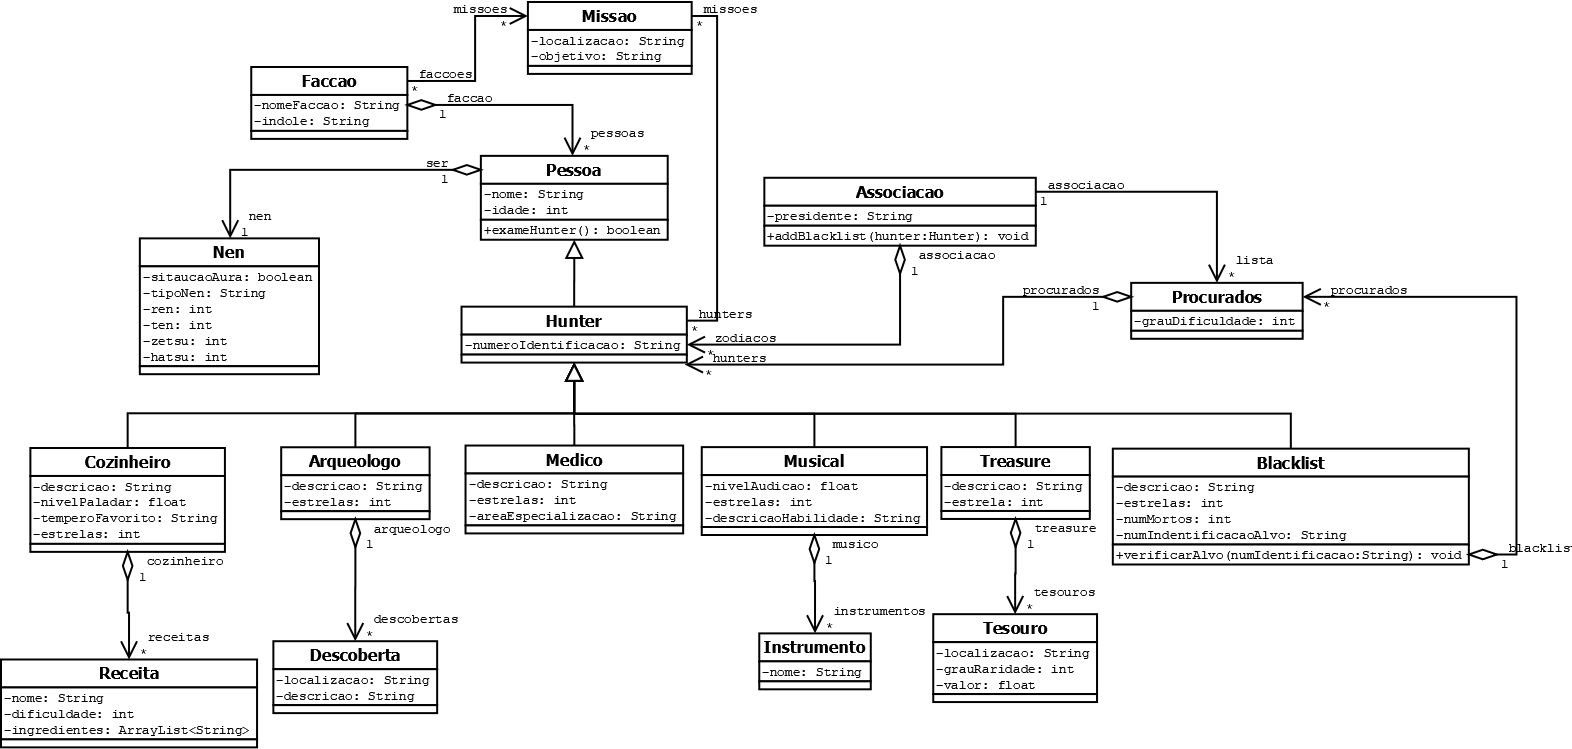 missoes
*
Missao
-localizacao: String
-objetivo: String
missoes
*
Faccao
-nomeFaccao: String
-indole: String
faccoes
*
faccao
1
pessoas
*
Pessoa
-nome: String
-idade: int
+exameHunter(): boolean
ser
1
nen
1
Nen
-sitaucaoAura: boolean
-tipoNen: String
-ren: int
-ten: int
-zetsu: int
-hatsu: int
Associacao
-presidente: String
+addBlacklist(hunter:Hunter): void
associacao
1
associacao
1
lista
*
Procurados
-grauDificuldade: int
procurados
1
procurados
*
Hunter
-numeroIdentificacao: String
hunters
*
zodiacos
*
hunters
*
Cozinheiro
-descricao: String
-nivelPaladar: float
-temperoFavorito: String
-estrelas: int
cozinheiro
1
receitas
*
Receita
-nome: String
-dificuldade: int
-ingredientes: ArrayList<String>
Arqueologo
-descricao: String
-estrelas: int
arqueologo
1
descobertas
*
Descoberta
-localizacao: String
-descricao: String
Medico
-descricao: String
-estrelas: int
-areaEspecializacao: String
Musical
-nivelAudicao: float
-estrelas: int
-descricaoHabilidade: String
musico
1
instrumentos
*
Instrumento
-nome: String
Treasure
-descricao: String
-estrela: int
treasure
1
tesouros
*
Tesouro
-localizacao: String
-grauRaridade: int
-valor: float
Blacklist
-descricao: String
-estrelas: int
-numMortos: int
-numIndentificacaoAlvo: String
+verificarAlvo(numIdentificacao:String): void
blacklist
1